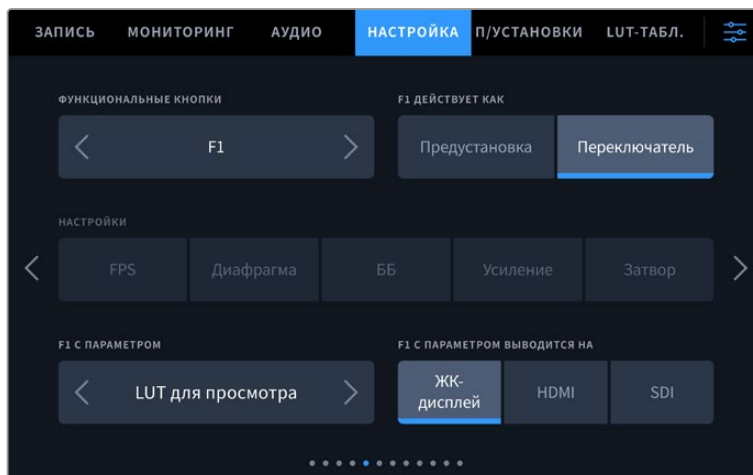 ЗАПИСЬ МОНИТОРИНГ АУДИО НАСТРОЙКА П/УСТАНОВКИ LUT-ТАБЛ.
ФУНКЦИОНАЛЬНЫЕ КНОПКИ F1 ДЕЙСТВУЕТ КАК
F1 Предустановка Переключатель
НАСТРОЙКИ
FPS Диафрагма ББ Усиление Затвор
F1 С ПАРАМЕТРОМ F1 С ПАРАМЕТРОМ ВЫВОДИТСЯ НА
LUT для просмотра ЖК-
дисплей HDMI SDI